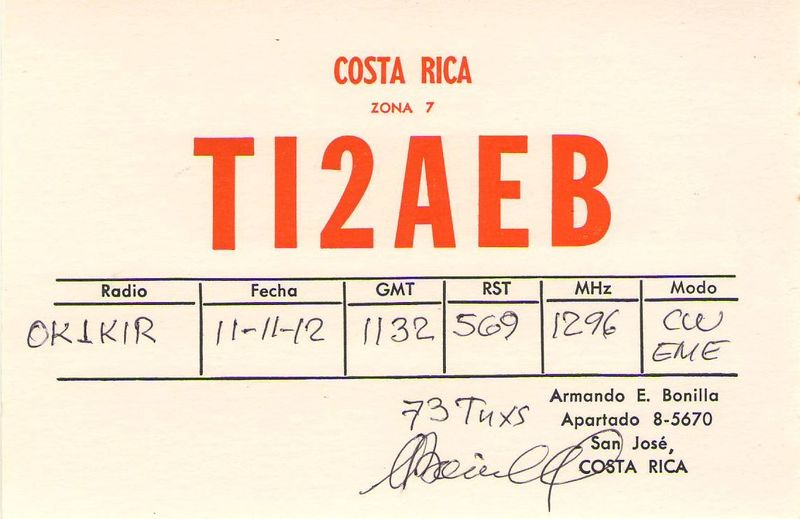 COSTA RICA
ZONA 7
TI2AEB
Radio Fecha GMT RST MHz Modo
OK1KIR 11-11-12 1132 569 1296 CW
EME
73 Tnxs
Armando E. Bonilla
Apartado 8-5670
San José,
COSTA RICA